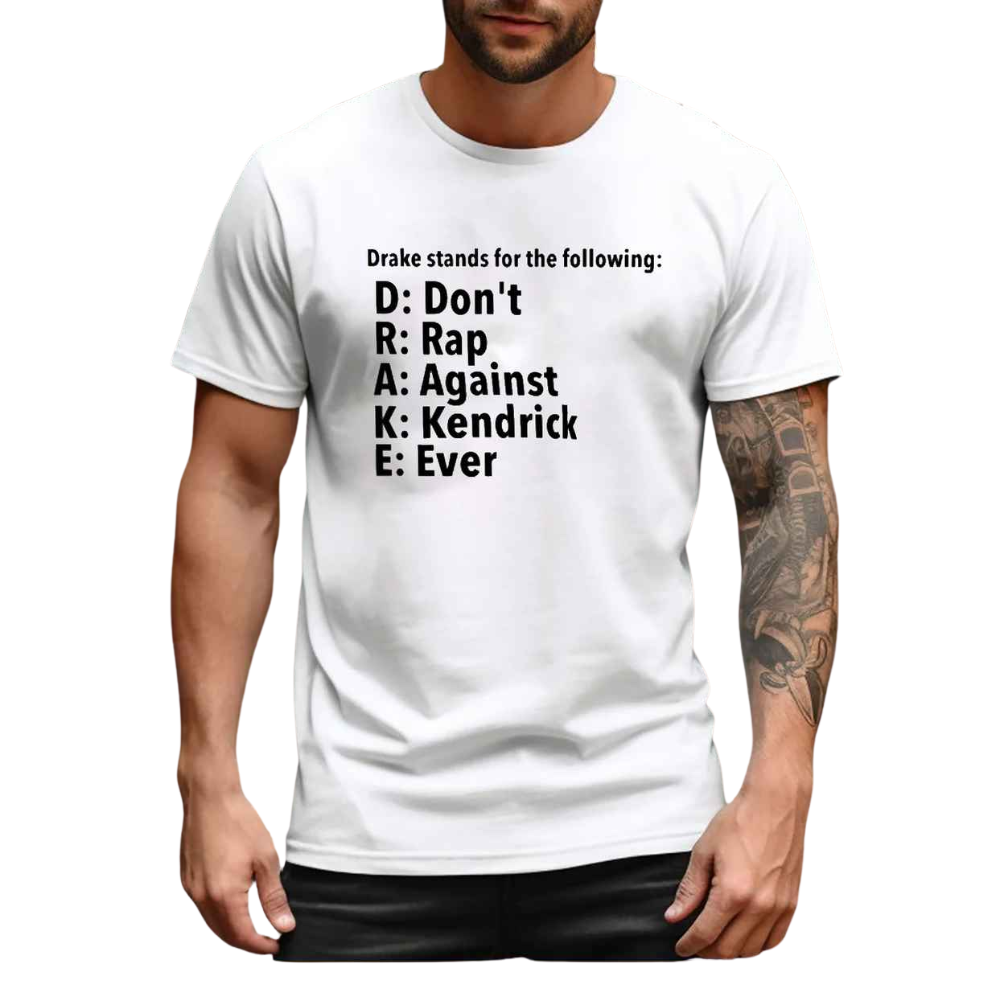 Drake stands for the following:
D: Don't
R: Rap
A: Against
K: Kendrick
E: Ever